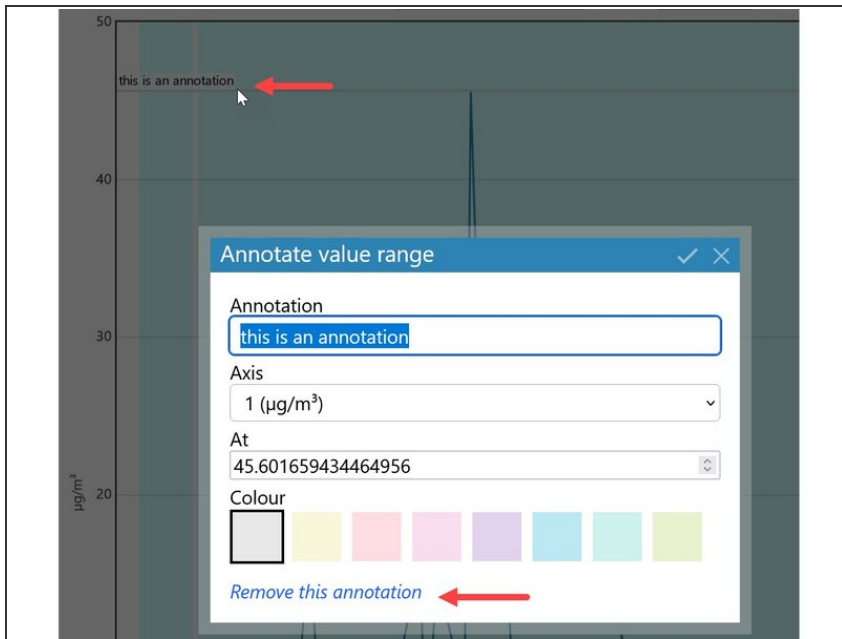 50
this is an annotation
40
30
µg/m³
20
Annotate value range
Annotation
this is an annotation
Axis
1 (µg/m³)
At
45.601659434464956
Colour
Remove this annotation